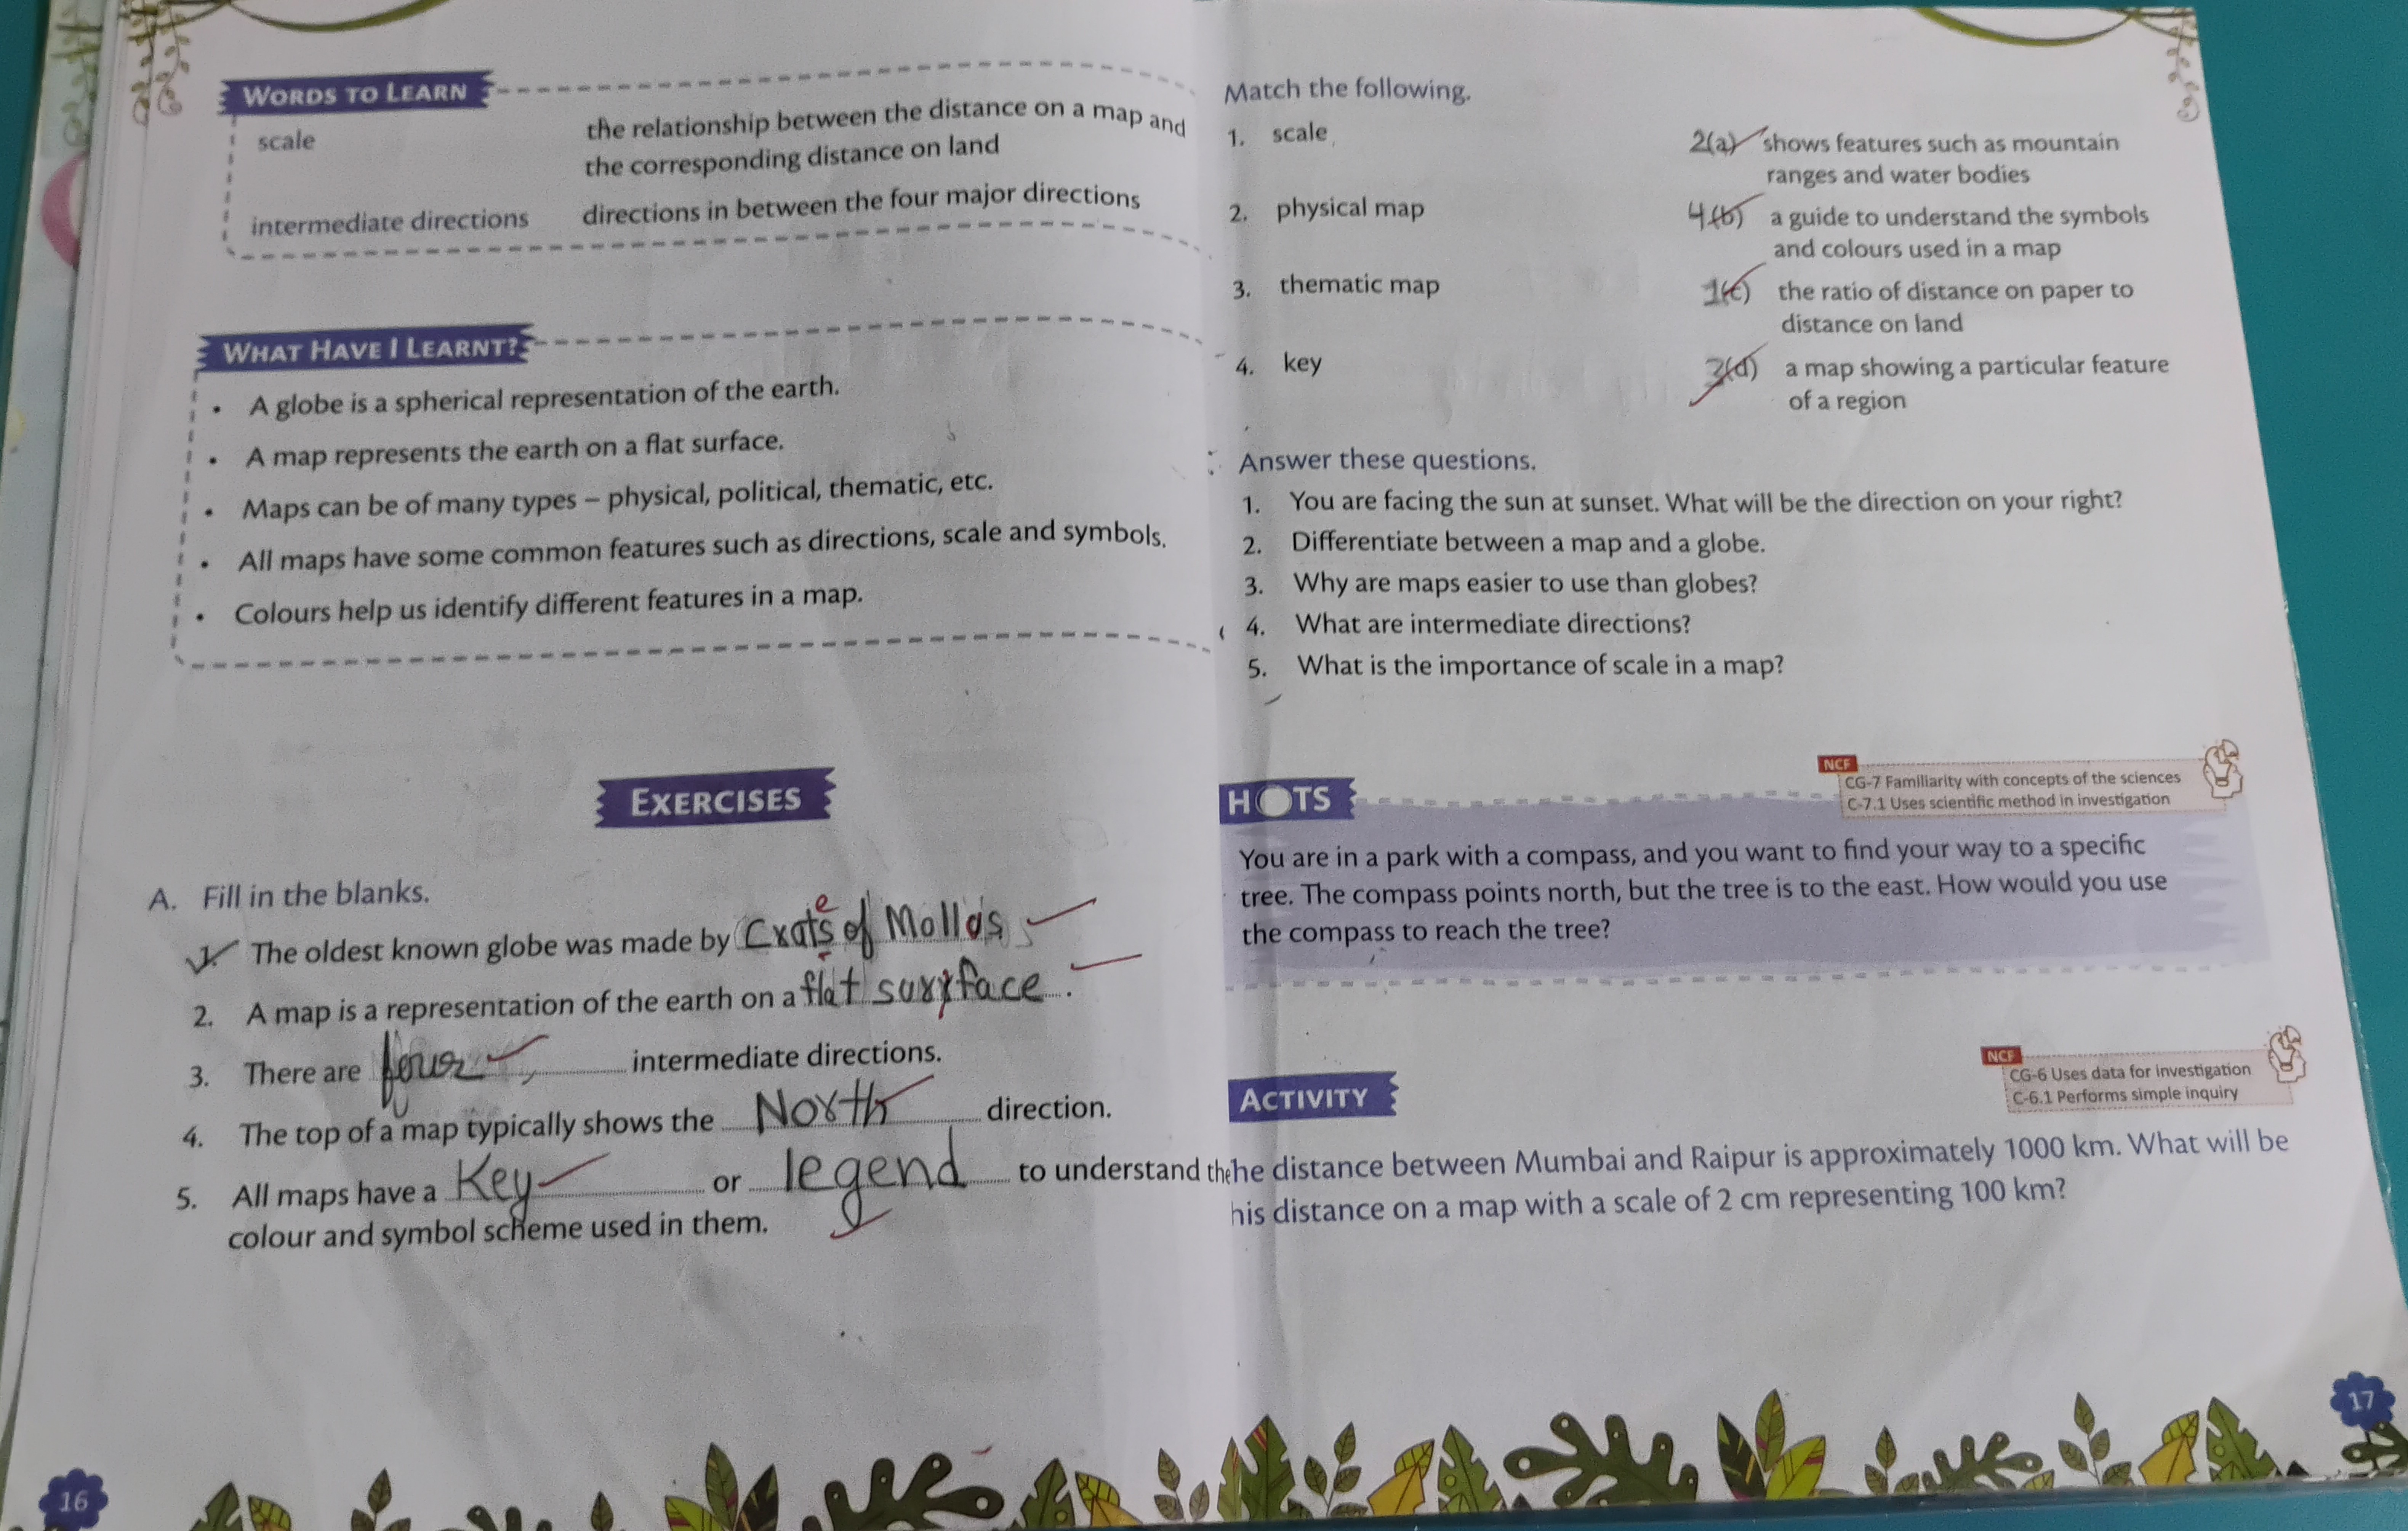 WORDS TO LEARN
scale the relationship between the distance on a map and
the corresponding distance on land
intermediate directions directions in between the four major directions
WHAT HAVE I LEARNT?
• A globe is a spherical representation of the earth.
• A map represents the earth on a flat surface.
• Maps can be of many types – physical, political, thematic, etc.
• All maps have some common features such as directions, scale and symbols.
• Colours help us identify different features in a map.
EXERCISES
A. Fill in the blanks.
1. The oldest known globe was made by Crates of Mollos
2. A map is a representation of the earth on a flat surrface.
3. There are four intermediate directions.
4. The top of a map typically shows the North direction.
5. All maps have a Key or legend to understand the
colour and symbol scheme used in them.
16
Match the following.
1. scale 2(a) shows features such as mountain
ranges and water bodies
2. physical map 4(b) a guide to understand the symbols
and colours used in a map
3. thematic map 1(c) the ratio of distance on paper to
distance on land
4. key 3(d) a map showing a particular feature
of a region
Answer these questions.
1. You are facing the sun at sunset. What will be the direction on your right?
2. Differentiate between a map and a globe.
3. Why are maps easier to use than globes?
4. What are intermediate directions?
5. What is the importance of scale in a map?
NCF
CG-7 Familiarity with concepts of the sciences
C-7.1 Uses scientific method in investigation
HOTS
You are in a park with a compass, and you want to find your way to a specific
tree. The compass points north, but the tree is to the east. How would you use
the compass to reach the tree?
NCF
CG-6 Uses data for investigation
C-6.1 Performs simple inquiry
ACTIVITY
he distance between Mumbai and Raipur is approximately 1000 km. What will be
his distance on a map with a scale of 2 cm representing 100 km?
17